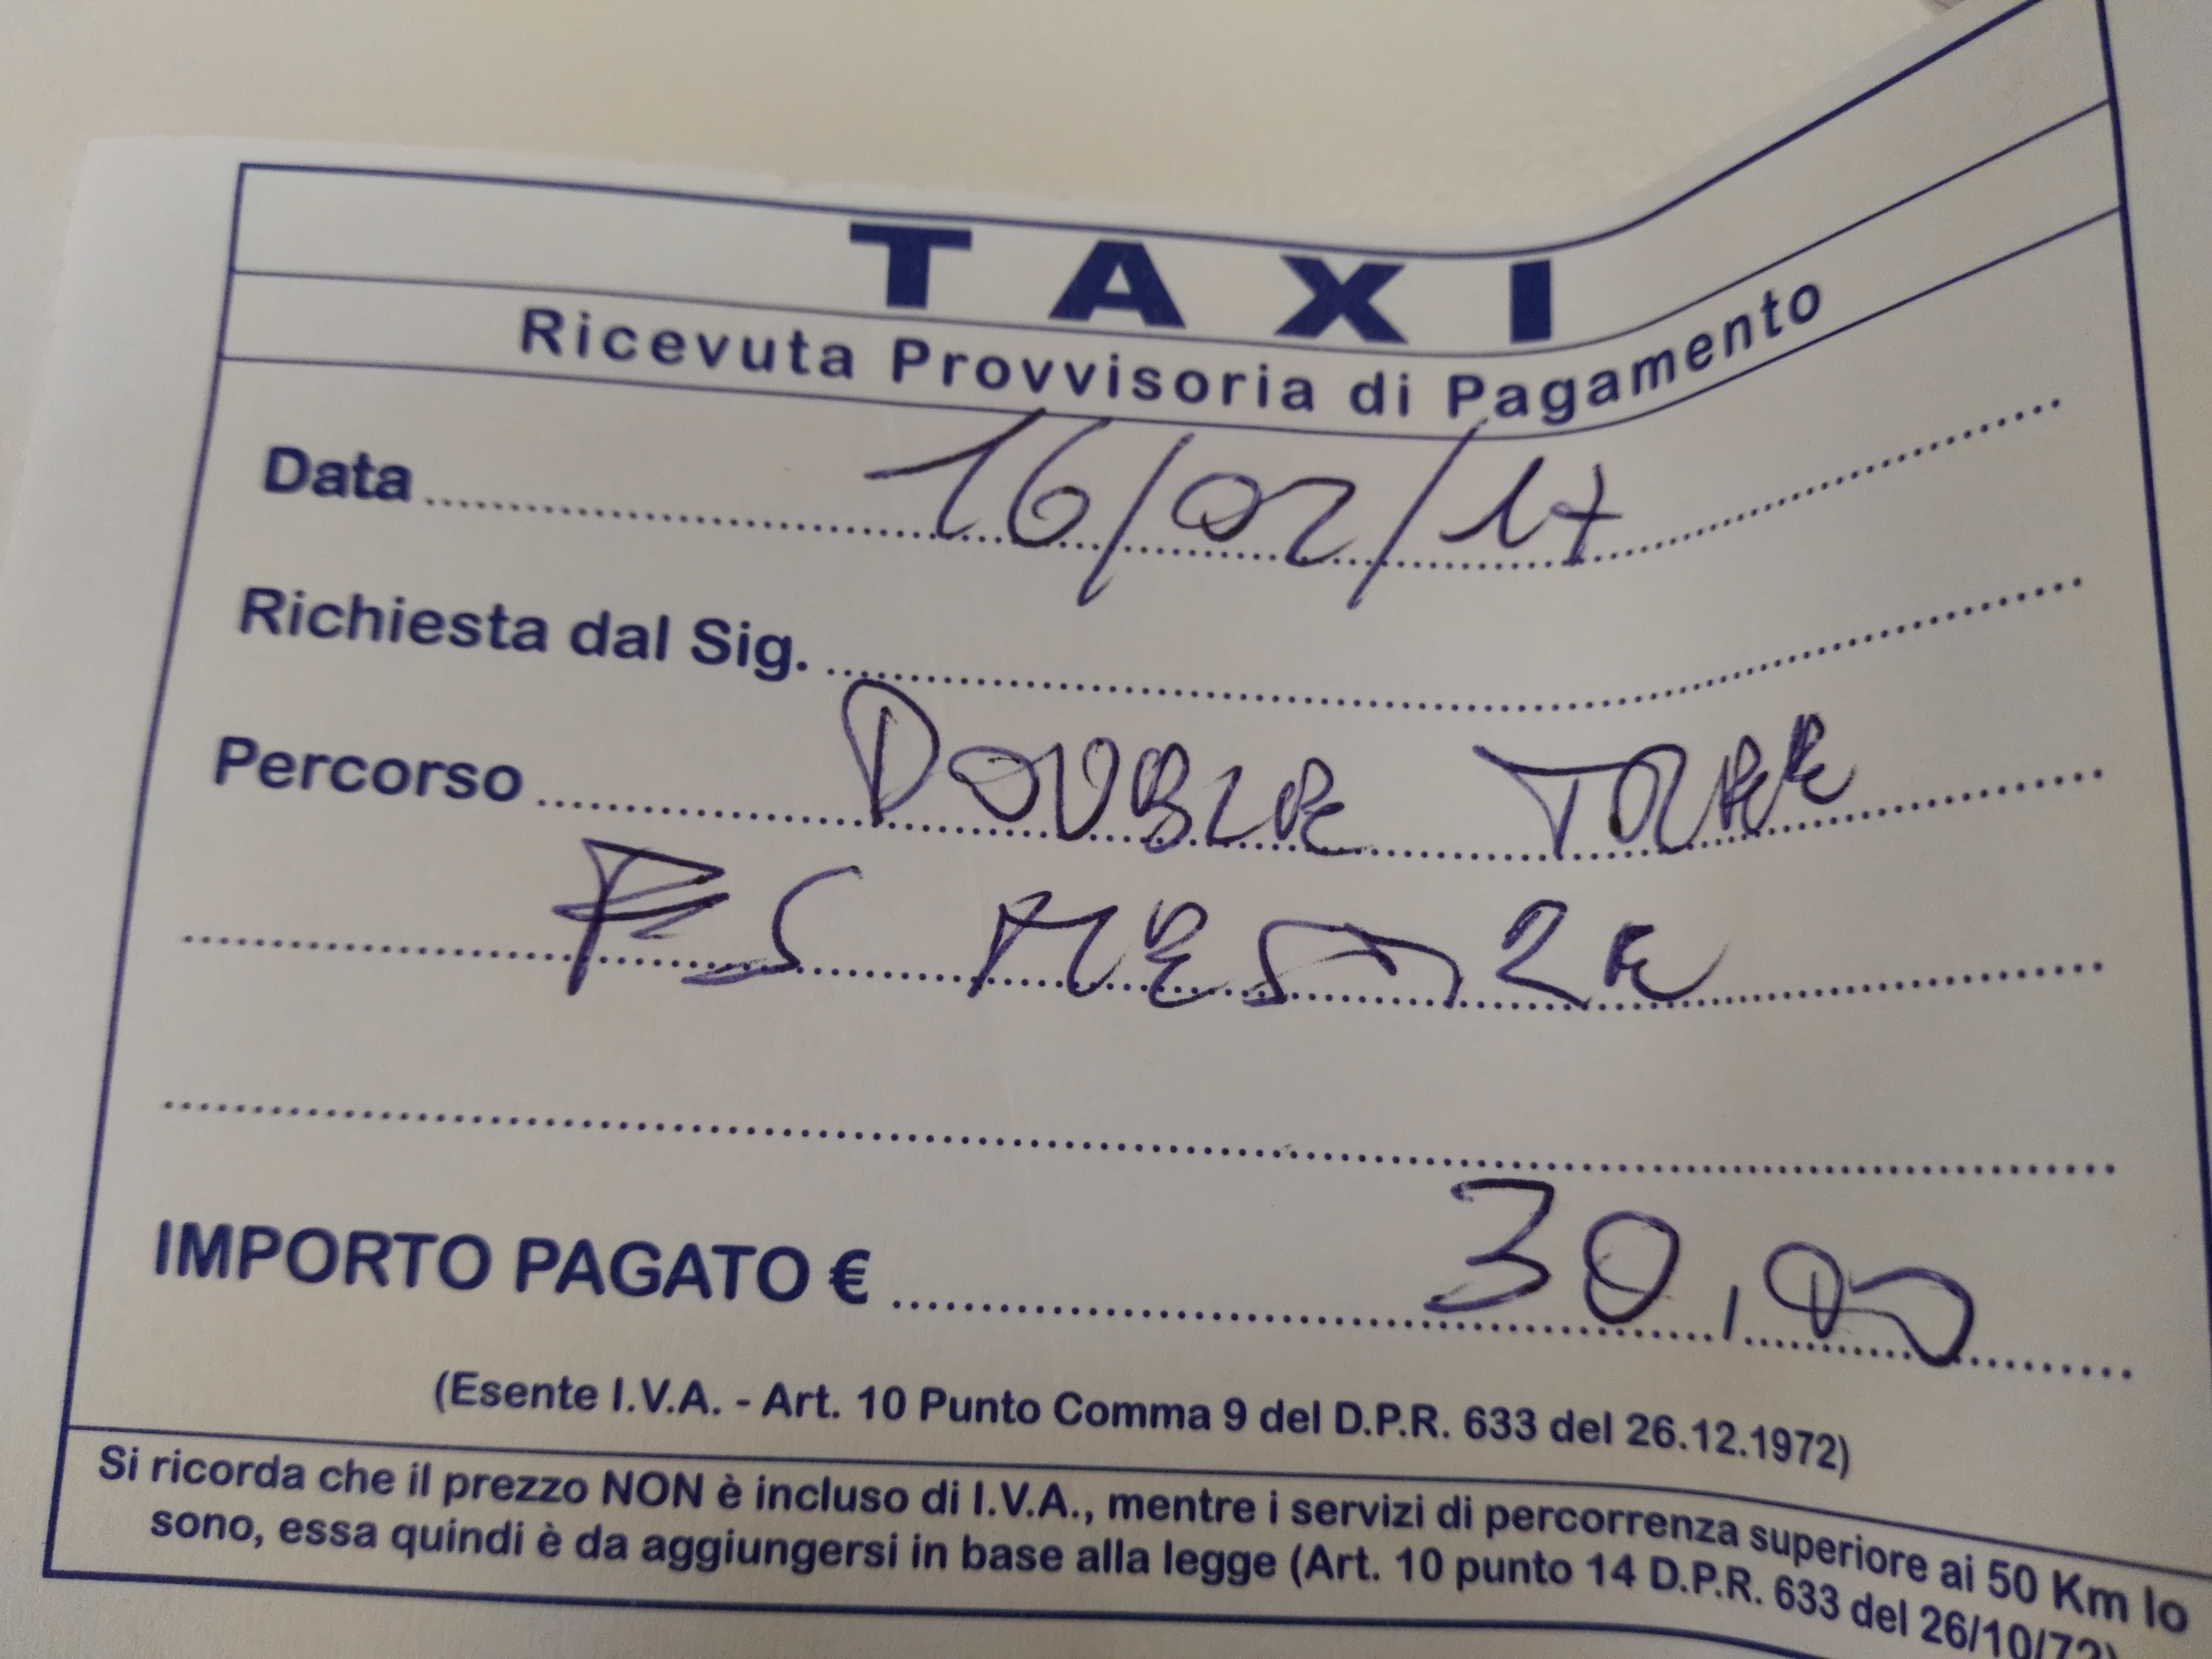 TAXI
Ricevuta Provvisoria di Pagamento
Data 16/02/17
Richiesta dal Sig.
Percorso DOUBLE TREE
FS MESTRE
IMPORTO PAGATO € 30,00
(Esente I.V.A. - Art. 10 Punto Comma 9 del D.P.R. 633 del 26.12.1972)
Si ricorda che il prezzo NON è incluso di I.V.A., mentre i servizi di percorrenza superiore ai 50 Km lo
sono, essa quindi è da aggiungersi in base alla legge (Art. 10 punto 14 D.P.R. 633 del 26/10/72)